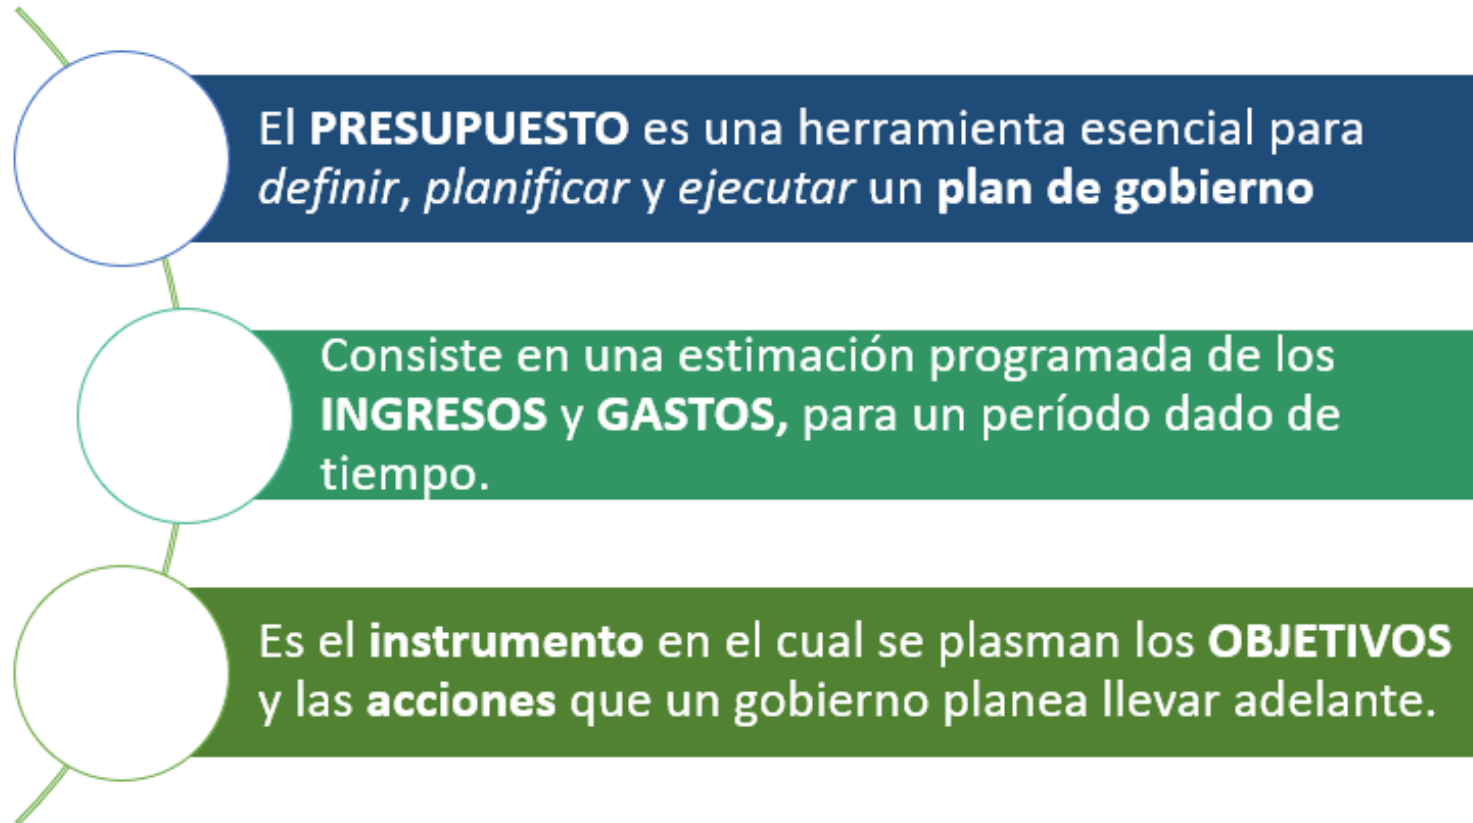 El PRESUPUESTO es una herramienta esencial para
definir, planificar y ejecutar un plan de gobierno
Consiste en una estimación programada de los
INGRESOS y GASTOS, para un período dado de
tiempo.
Es el instrumento en el cual se plasman los OBJETIVOS
y las acciones que un gobierno planea llevar adelante.